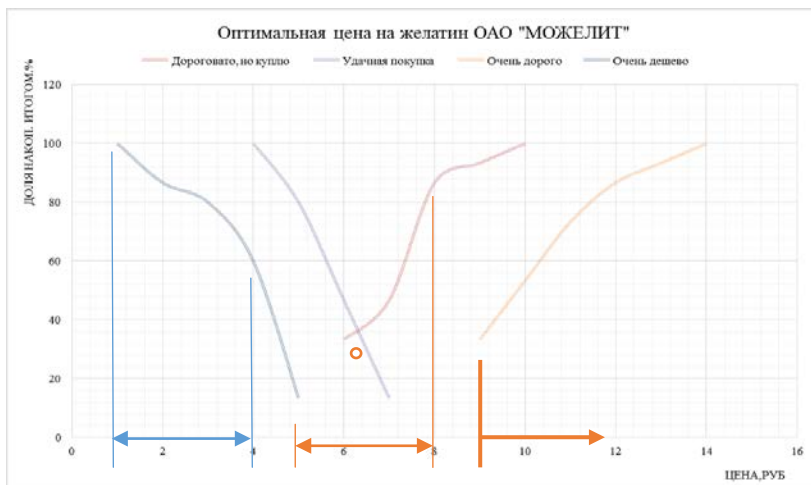 Оптимальная цена на желатин ОАО "МОЖЕЛИТ"
Дороговато, но куплю Удачная покупка Очень дорого Очень дешево
ДОЛЯ НАКОП. ИТОГОМ.%
120
100
80
60
40
20
0
0 2 4 6 8 10 12 14 16
ЦЕНА,РУБ